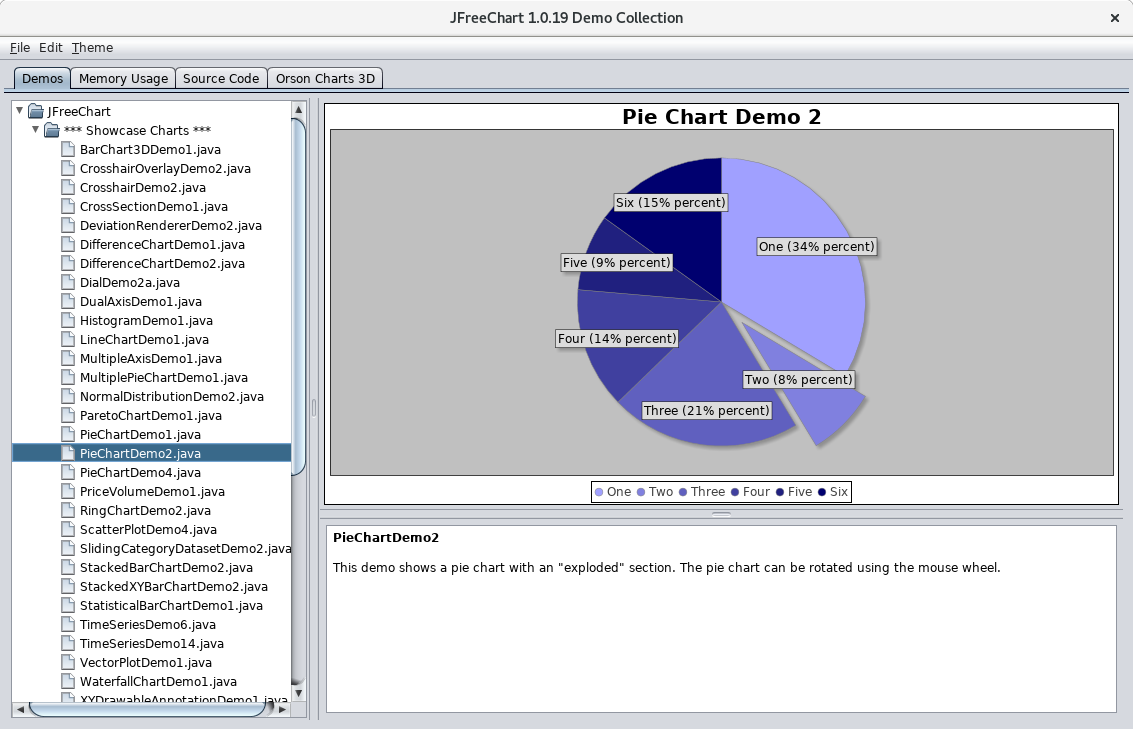 JFreeChart 1.0.19 Demo Collection
File Edit Theme
Demos Memory Usage Source Code Orson Charts 3D
JFreeChart
*** Showcase Charts ***
BarChart3DDemo1.java
CrosshairOverlayDemo2.java
CrosshairDemo2.java
CrossSectionDemo1.java
DeviationRendererDemo2.java
DifferenceChartDemo1.java
DifferenceChartDemo2.java
DialDemo2a.java
DualAxisDemo1.java
HistogramDemo1.java
LineChartDemo1.java
MultipleAxisDemo1.java
MultiplePieChartDemo1.java
NormalDistributionDemo2.java
ParetoChartDemo1.java
PieChartDemo1.java
PieChartDemo2.java
PieChartDemo4.java
PriceVolumeDemo1.java
RingChartDemo2.java
ScatterPlotDemo4.java
SlidingCategoryDatasetDemo2.java
StackedBarChartDemo2.java
StackedXYBarChartDemo2.java
StatisticalBarChartDemo1.java
TimeSeriesDemo6.java
TimeSeriesDemo14.java
VectorPlotDemo1.java
WaterfallChartDemo1.java
XYDrawableAnnotationDemo1.java
Pie Chart Demo 2
Six (15% percent)
One (34% percent)
Five (9% percent)
Four (14% percent)
Two (8% percent)
Three (21% percent)
One Two Three Four Five Six
PieChartDemo2
This demo shows a pie chart with an "exploded" section. The pie chart can be rotated using the mouse wheel.